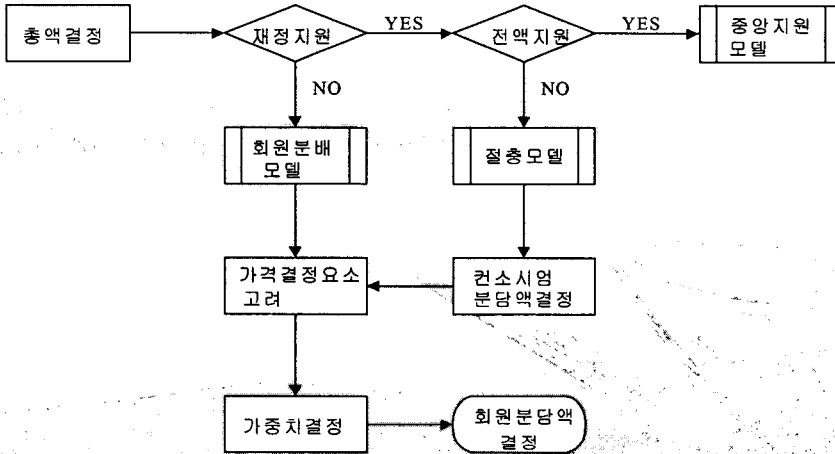 총액결정
재정지원
YES
전액지원
YES
중앙지원
모델
NO
NO
회원분배
모델
절충모델
가격결정요소
고려
컨소시엄
분담액결정
가중치결정
회원분담액
결정